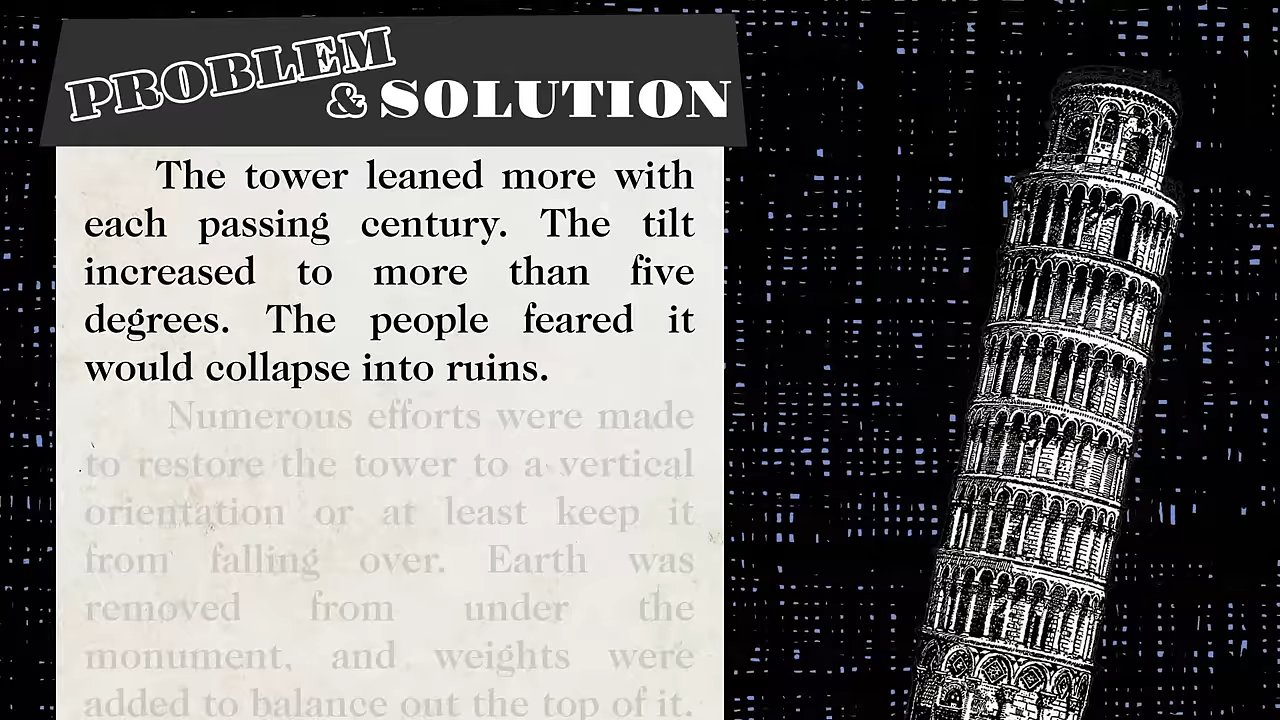 PROBLEM
& SOLUTION
The tower leaned more with
each passing century. The tilt
increased to more than five
degrees. The people feared it
would collapse into ruins.
Numerous efforts were made
to restore the tower to a vertical
orientation or at least keep it
from falling over. Earth was
removed from under the
monument, and weights were
added to balance out the top of it.